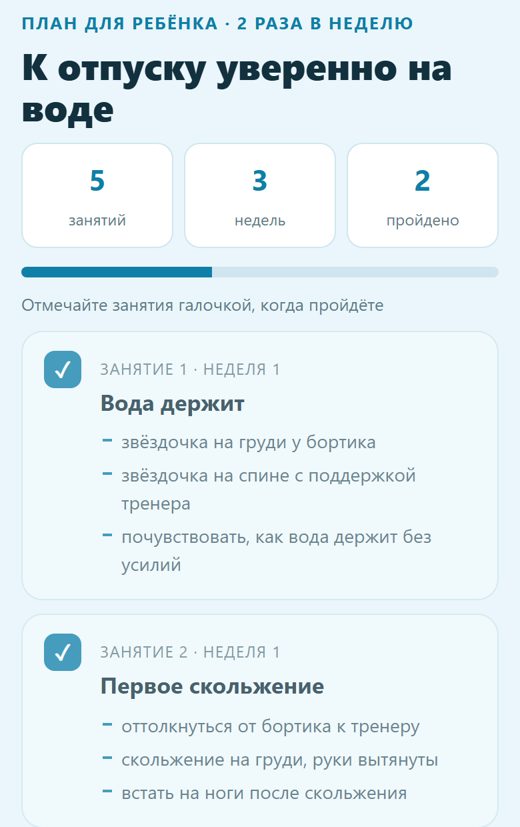 ПЛАН ДЛЯ РЕБЁНКА · 2 РАЗА В НЕДЕЛЮ
К отпуску уверенно на
воде
5
занятий
3
недель
2
пройдено
Отмечайте занятия галочкой, когда пройдёте
ЗАНЯТИЕ 1 · НЕДЕЛЯ 1
Вода держит
звёздочка на груди у бортика
звёздочка на спине с поддержкой
тренера
почувствовать, как вода держит без
усилий
ЗАНЯТИЕ 2 · НЕДЕЛЯ 1
Первое скольжение
оттолкнуться от бортика к тренеру
скольжение на груди, руки вытянуты
встать на ноги после скольжения